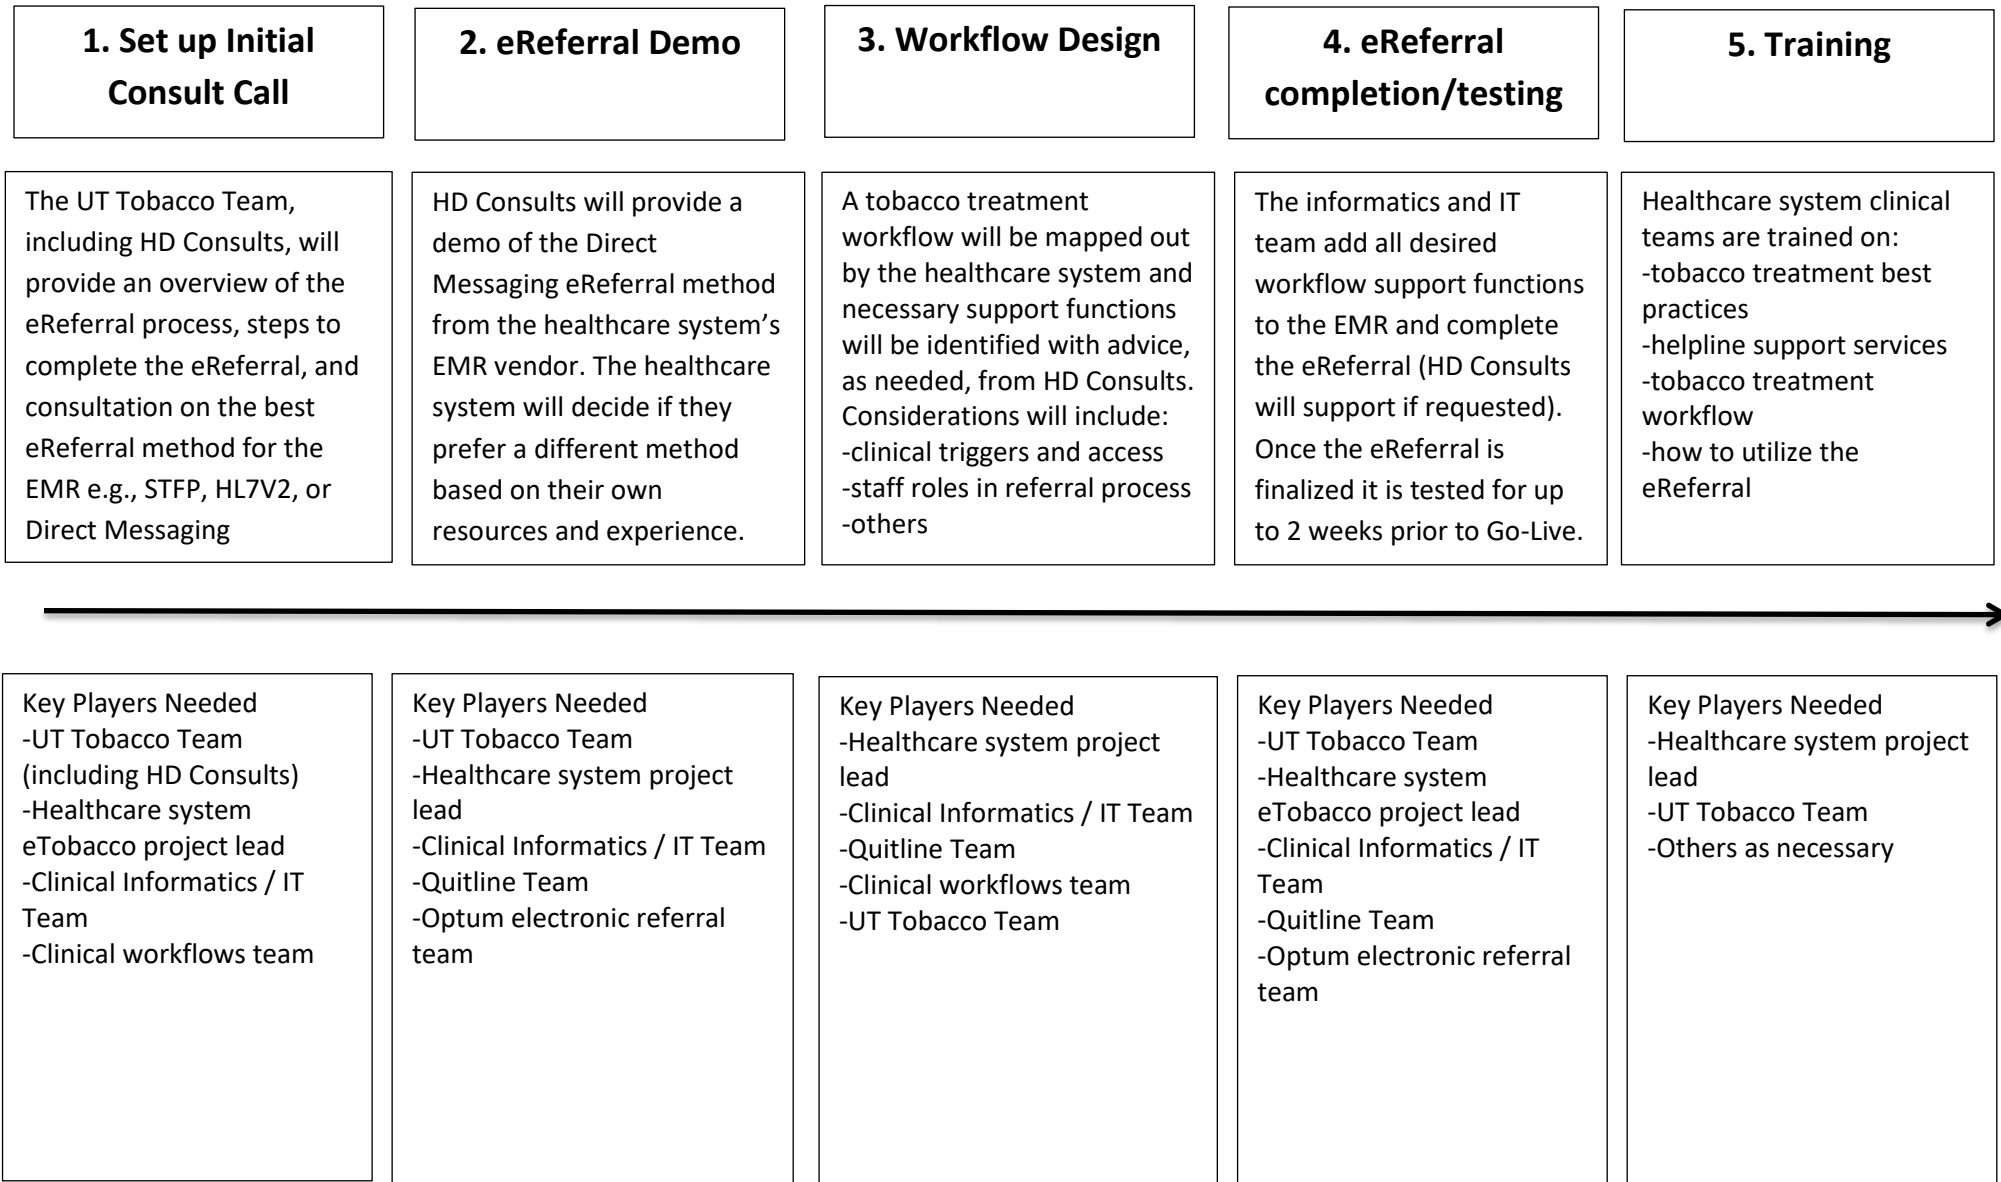 1. Set up Initial
Consult Call
2. eReferral Demo
3. Workflow Design
4. eReferral
completion/testing
5. Training
The UT Tobacco Team,
including HD Consults, will
provide an overview of the
eReferral process, steps to
complete the eReferral, and
consultation on the best
eReferral method for the
EMR e.g., STFP, HL7V2, or
Direct Messaging
HD Consults will provide a
demo of the Direct
Messaging eReferral method
from the healthcare system’s
EMR vendor. The healthcare
system will decide if they
prefer a different method
based on their own
resources and experience.
A tobacco treatment
workflow will be mapped out
by the healthcare system and
necessary support functions
will be identified with advice,
as needed, from HD Consults.
Considerations will include:
-clinical triggers and access
-staff roles in referral process
-others
The informatics and IT
team add all desired
workflow support functions
to the EMR and complete
the eReferral (HD Consults
will support if requested).
Once the eReferral is
finalized it is tested for up
to 2 weeks prior to Go-Live.
Healthcare system clinical
teams are trained on:
-tobacco treatment best
practices
-helpline support services
-tobacco treatment
workflow
-how to utilize the
eReferral
Key Players Needed
-UT Tobacco Team
(including HD Consults)
-Healthcare system
eTobacco project lead
-Clinical Informatics / IT
Team
-Clinical workflows team
Key Players Needed
-UT Tobacco Team
-Healthcare system project
lead
-Clinical Informatics / IT Team
-Quitline Team
-Optum electronic referral
team
Key Players Needed
-Healthcare system project
lead
-Clinical Informatics / IT Team
-Quitline Team
-Clinical workflows team
-UT Tobacco Team
Key Players Needed
-UT Tobacco Team
-Healthcare system
eTobacco project lead
-Clinical Informatics / IT
Team
-Quitline Team
-Optum electronic referral
team
Key Players Needed
-Healthcare system project
lead
-UT Tobacco Team
-Others as necessary